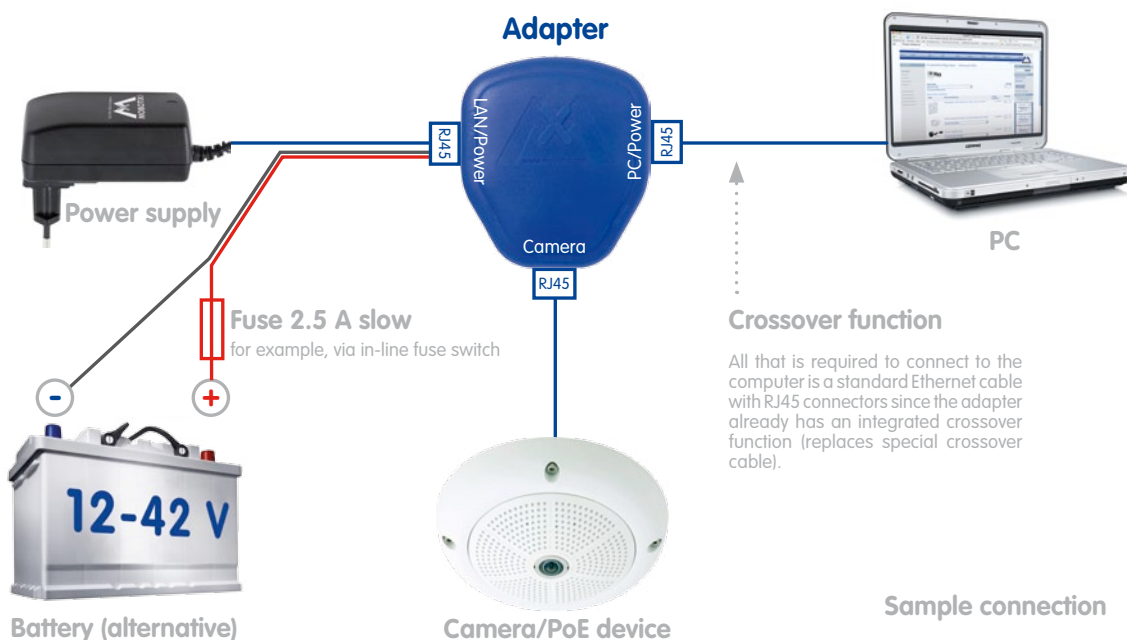 Adapter
LAN/Power
RJ45
PC/Power
RJ45
Camera
RJ45
Power supply
PC
Fuse 2.5 A slow
for example, via in-line fuse switch
Crossover function
All that is required to connect to the
computer is a standard Ethernet cable
with RJ45 connectors since the adapter
already has an integrated crossover
function (replaces special crossover
cable).
-
+
12-42 V
Battery (alternative)
Camera/PoE device
Sample connection